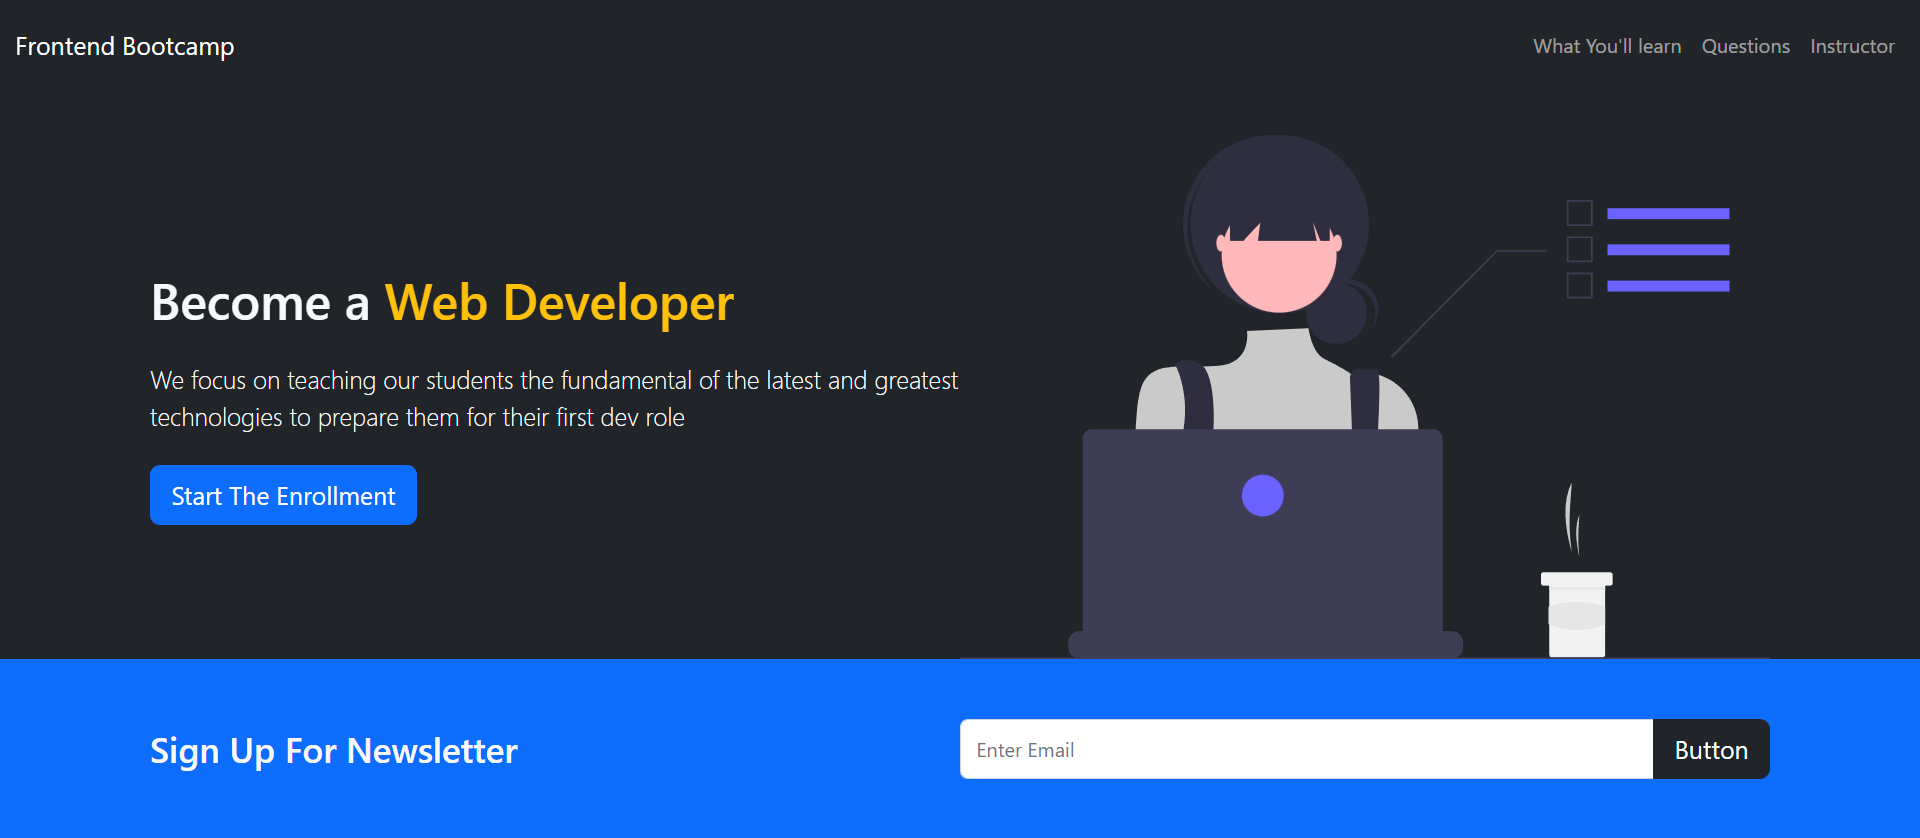 Frontend Bootcamp
What You'll learn Questions Instructor
Become a Web Developer
We focus on teaching our students the fundamental of the latest and greatest
technologies to prepare them for their first dev role
Start The Enrollment
Sign Up For Newsletter
Enter Email
Button